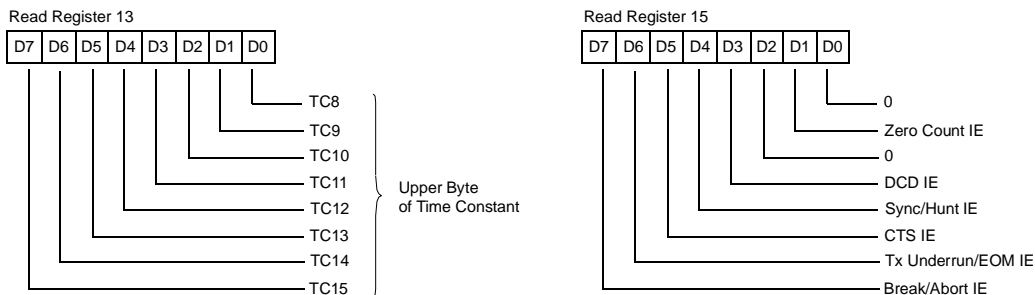 Read Register 13
D7 D6 D5 D4 D3 D2 D1 D0
TC8
TC9
TC10
TC11
TC12
TC13
TC14
TC15
Upper Byte
of Time Constant
Read Register 15
D7 D6 D5 D4 D3 D2 D1 D0
0
Zero Count IE
0
DCD IE
Sync/Hunt IE
CTS IE
Tx Underrun/EOM IE
Break/Abort IE